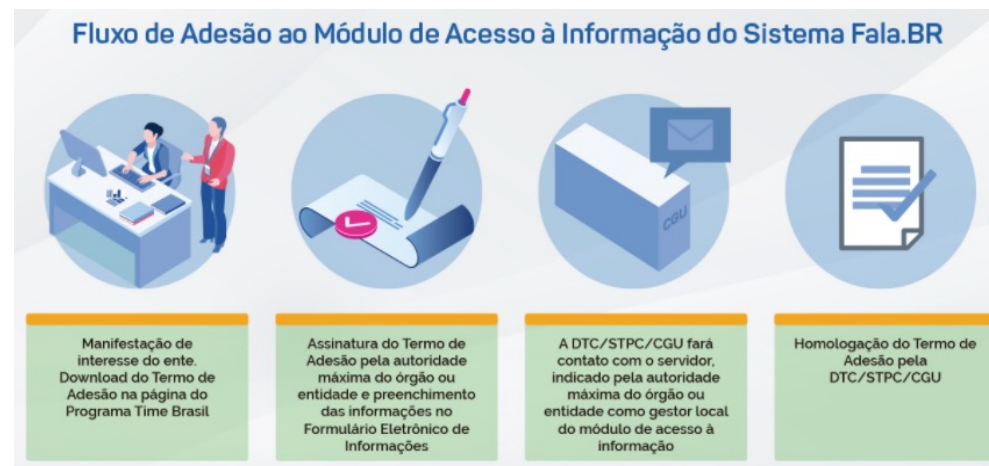 Fluxo de Adesão ao Módulo de Acesso à Informação do Sistema Fala.BR
CGU
Manifestação de
interesse do ente.
Download do Termo de
Adesão na página do
Programa Time Brasil
Assinatura do Termo de
Adesão pela autoridade
máxima do órgão ou
entidade e preenchimento
das informações no
Formulário Eletrônico de
Informações
A DTC/STPC/CGU fará
contato com o servidor,
indicado pela autoridade
máxima do órgão ou
entidade como gestor local
do módulo de acesso à
informação
Homologação do Termo de
Adesão pela
DTC/STPC/CGU